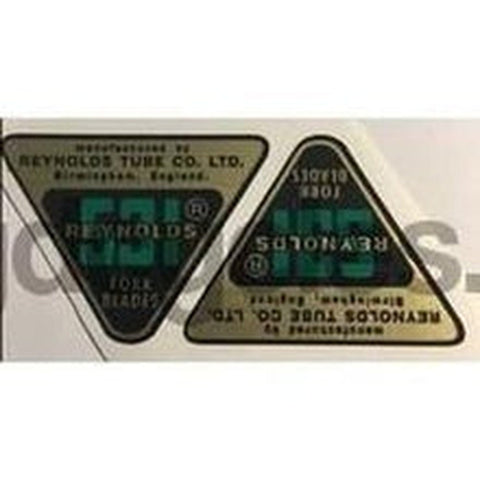 manufactured by
REYNOLDS TUBE CO. LTD.
Birmingham, England.
531 ®
REYNOLDS
FORK
BLADES
manufactured by
REYNOLDS TUBE CO. LTD.
Birmingham, England
531
REYNOLDS ®
FORK
BLADES